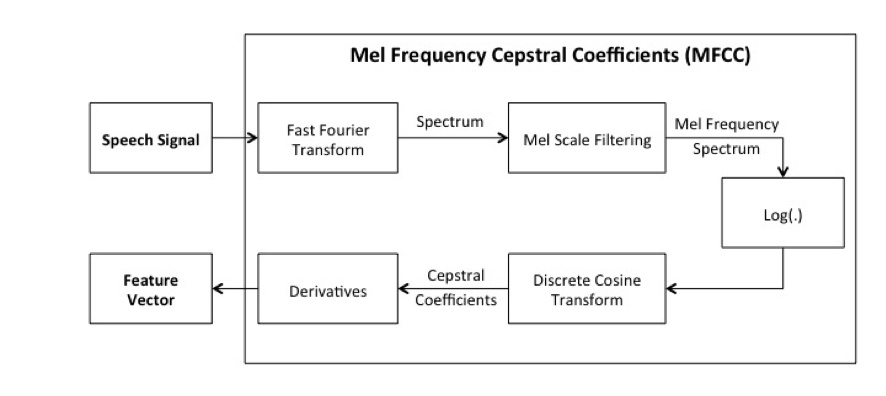 Mel Frequency Cepstral Coefficients (MFCC)
Speech Signal
Fast Fourier
Transform
Spectrum
Mel Scale Filtering
Mel Frequency
Spectrum
Log(.)
Discrete Cosine
Transform
Cepstral
Coefficients
Derivatives
Feature
Vector